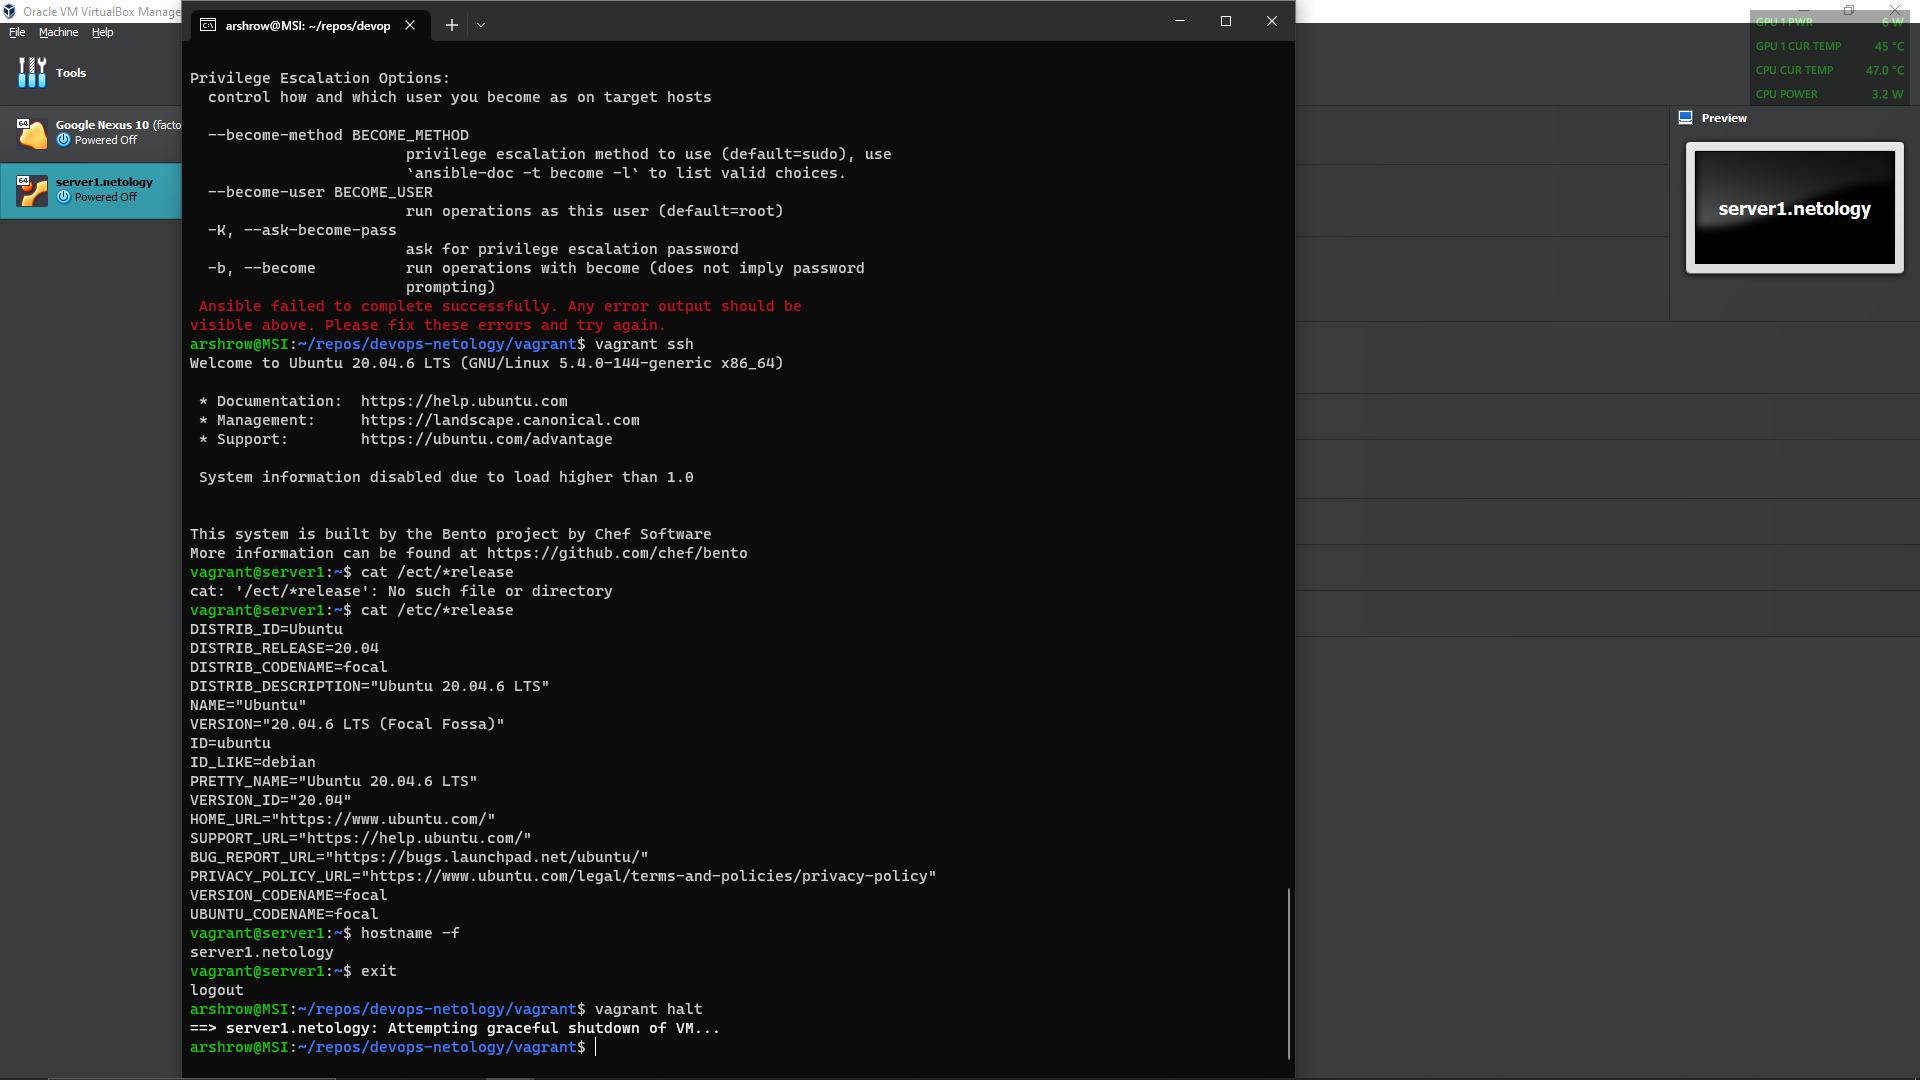 Oracle VM VirtualBox Manage
File Machine Help
Tools
64
Google Nexus 10 (facto
Powered Off
64
server1.netology
Powered Off
arshrow@MSI: ~/repos/devop
Privilege Escalation Options:
  control how and which user you become as on target hosts
  --become-method BECOME_METHOD
                        privilege escalation method to use (default=sudo), use
                        `ansible-doc -t become -l` to list valid choices.
  --become-user BECOME_USER
                        run operations as this user (default=root)
  -K, --ask-become-pass
                        ask for privilege escalation password
  -b, --become          run operations with become (does not imply password
                        prompting)
 Ansible failed to complete successfully. Any error output should be
visible above. Please fix these errors and try again.
arshrow@MSI:~/repos/devops-netology/vagrant$ vagrant ssh
Welcome to Ubuntu 20.04.6 LTS (GNU/Linux 5.4.0-144-generic x86_64)
 * Documentation:  https://help.ubuntu.com
 * Management:     https://landscape.canonical.com
 * Support:        https://ubuntu.com/advantage
 System information disabled due to load higher than 1.0
This system is built by the Bento project by Chef Software
More information can be found at https://github.com/chef/bento
vagrant@server1:~$ cat /ect/*release
cat: '/ect/*release': No such file or directory
vagrant@server1:~$ cat /etc/*release
DISTRIB_ID=Ubuntu
DISTRIB_RELEASE=20.04
DISTRIB_CODENAME=focal
DISTRIB_DESCRIPTION="Ubuntu 20.04.6 LTS"
NAME="Ubuntu"
VERSION="20.04.6 LTS (Focal Fossa)"
ID=ubuntu
ID_LIKE=debian
PRETTY_NAME="Ubuntu 20.04.6 LTS"
VERSION_ID="20.04"
HOME_URL="https://www.ubuntu.com/"
SUPPORT_URL="https://help.ubuntu.com/"
BUG_REPORT_URL="https://bugs.launchpad.net/ubuntu/"
PRIVACY_POLICY_URL="https://www.ubuntu.com/legal/terms-and-policies/privacy-policy"
VERSION_CODENAME=focal
UBUNTU_CODENAME=focal
vagrant@server1:~$ hostname -f
server1.netology
vagrant@server1:~$ exit
logout
arshrow@MSI:~/repos/devops-netology/vagrant$ vagrant halt
==> server1.netology: Attempting graceful shutdown of VM...
arshrow@MSI:~/repos/devops-netology/vagrant$
GPU 1 PWR 6 W
GPU 1 CUR TEMP 45 °C
CPU CUR TEMP 47.0 °C
CPU POWER 3.2 W
Preview
server1.netology